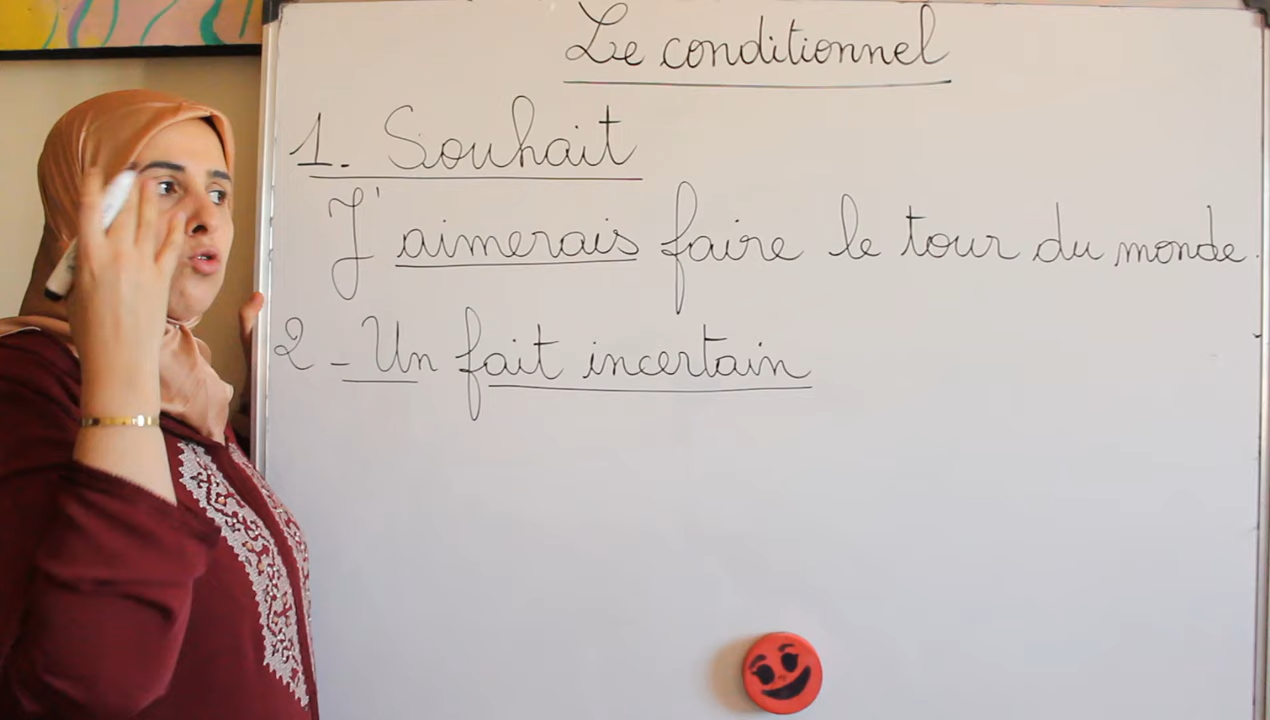 Le conditionnel
1. Souhait
J'aimerais faire le tour du monde.
2 - Un fait incertain